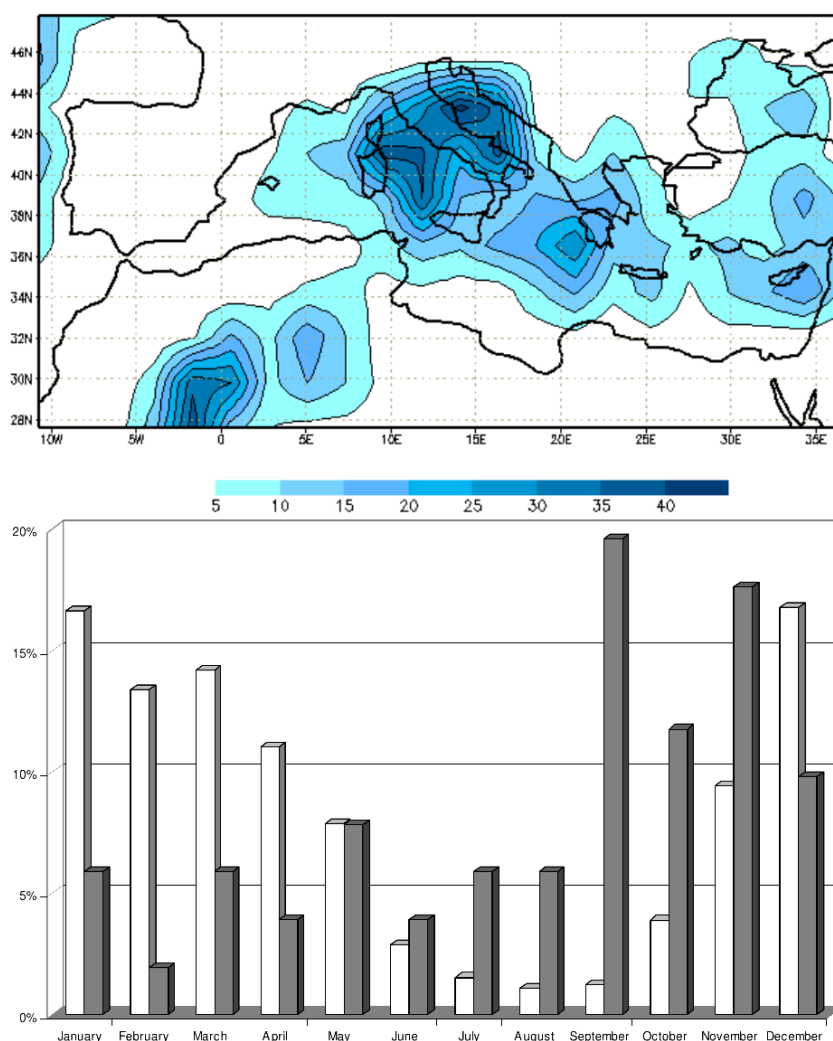 46N
44N
42N
40N
38N
36N
34N
32N
30N
28N
10W 5W 0 5E 10E 15E 20E 25E 30E 35E
5 10 15 20 25 30 35 40
20%
15%
10%
5%
0%
January February March April May June July August September October November December